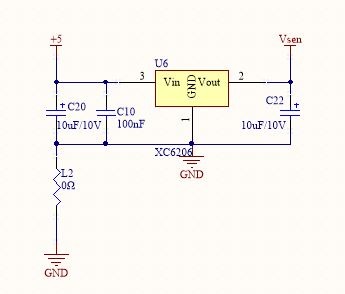 +5
Vsen
U6
3
Vin
GND
Vout
2
1
C20
+
10uF/10V
C10
100nF
C22
+
10uF/10V
XC6206
GND
L2
0Ω
GND